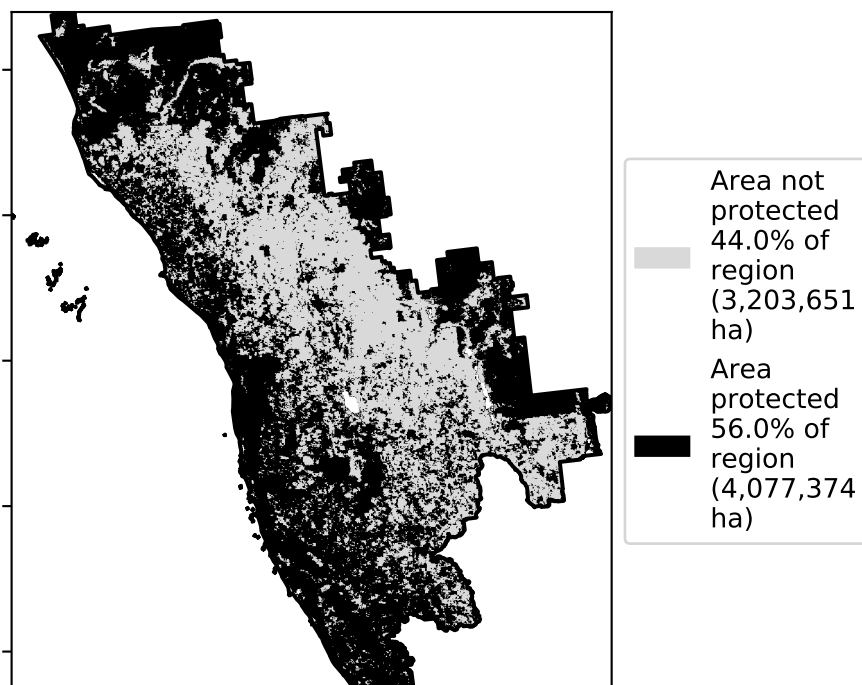 Area not
protected
44.0% of
region
(3,203,651
ha)
Area
protected
56.0% of
region
(4,077,374
ha)